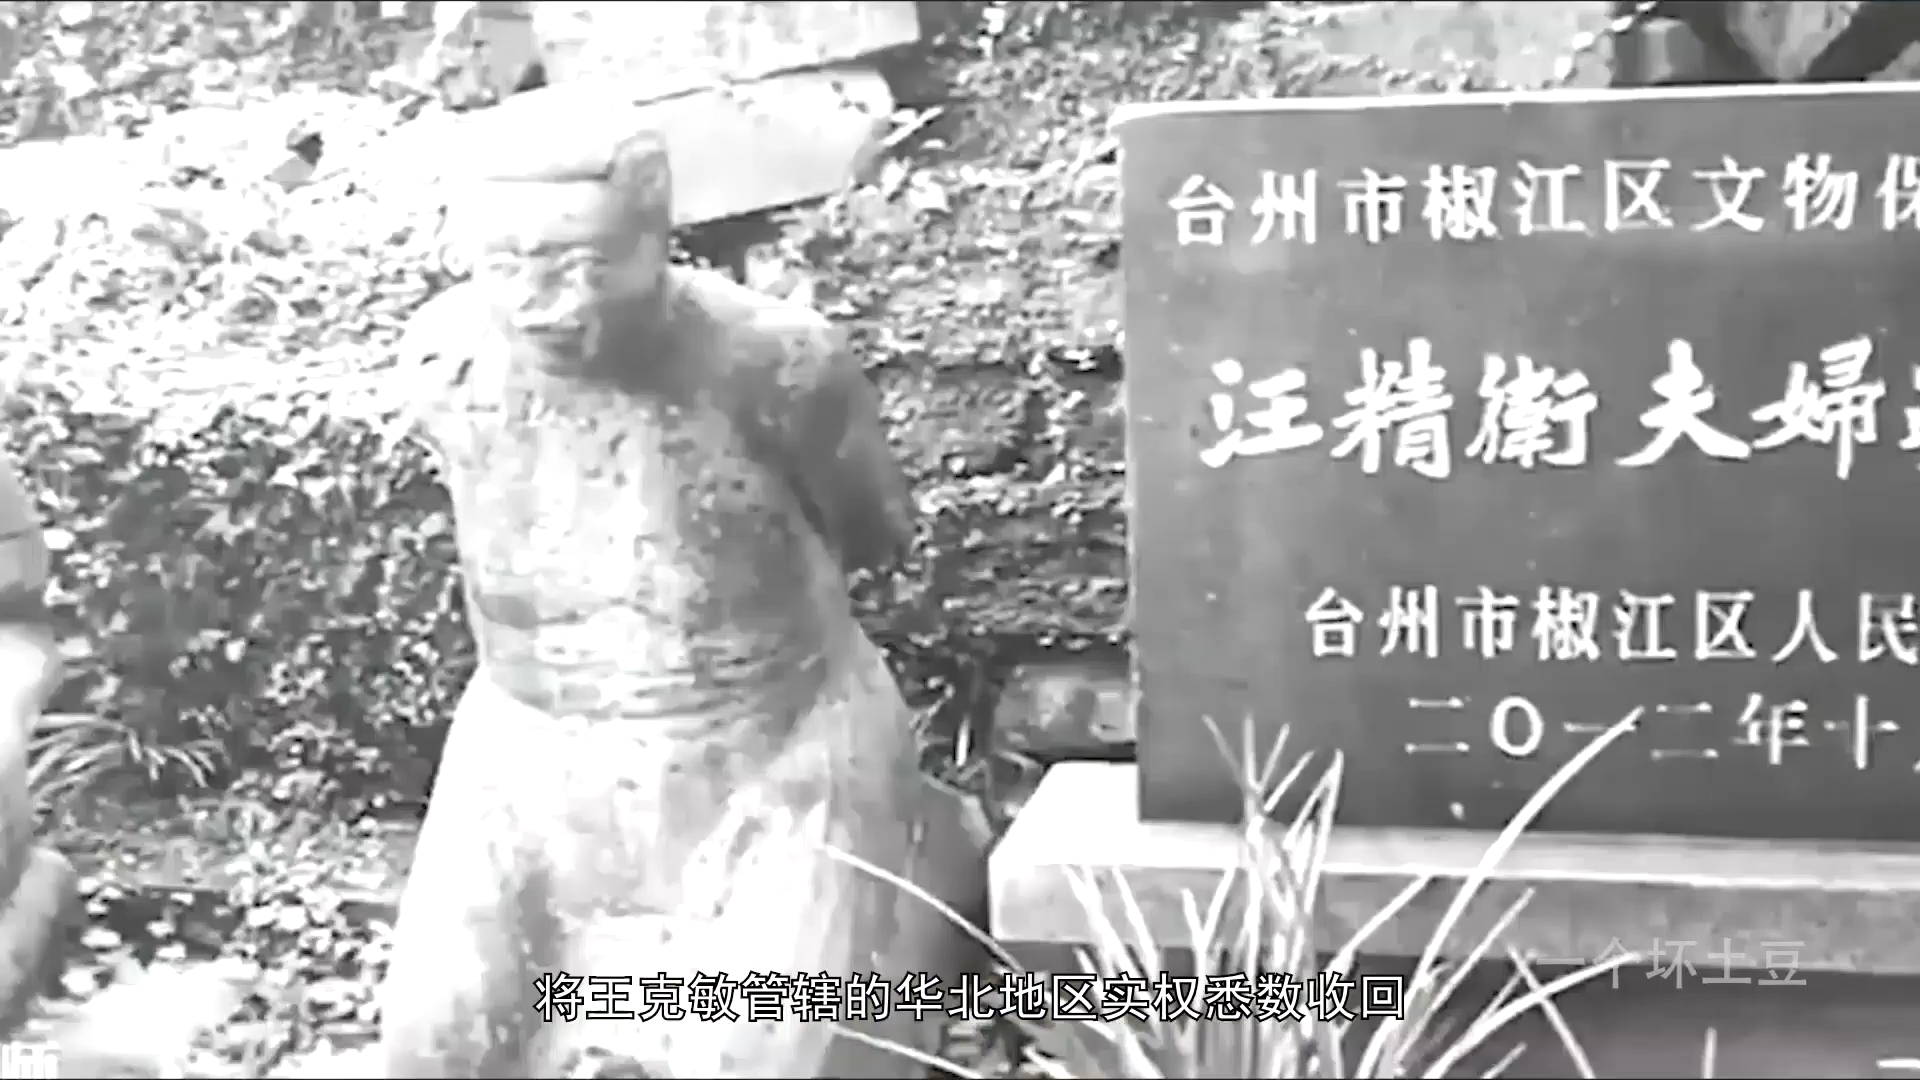 台州市椒江区文物保
汪精衛夫婦
台州市椒江区人民
二〇一二年十
一个坏土豆
将王克敏管辖的华北地区实权悉数收回
师